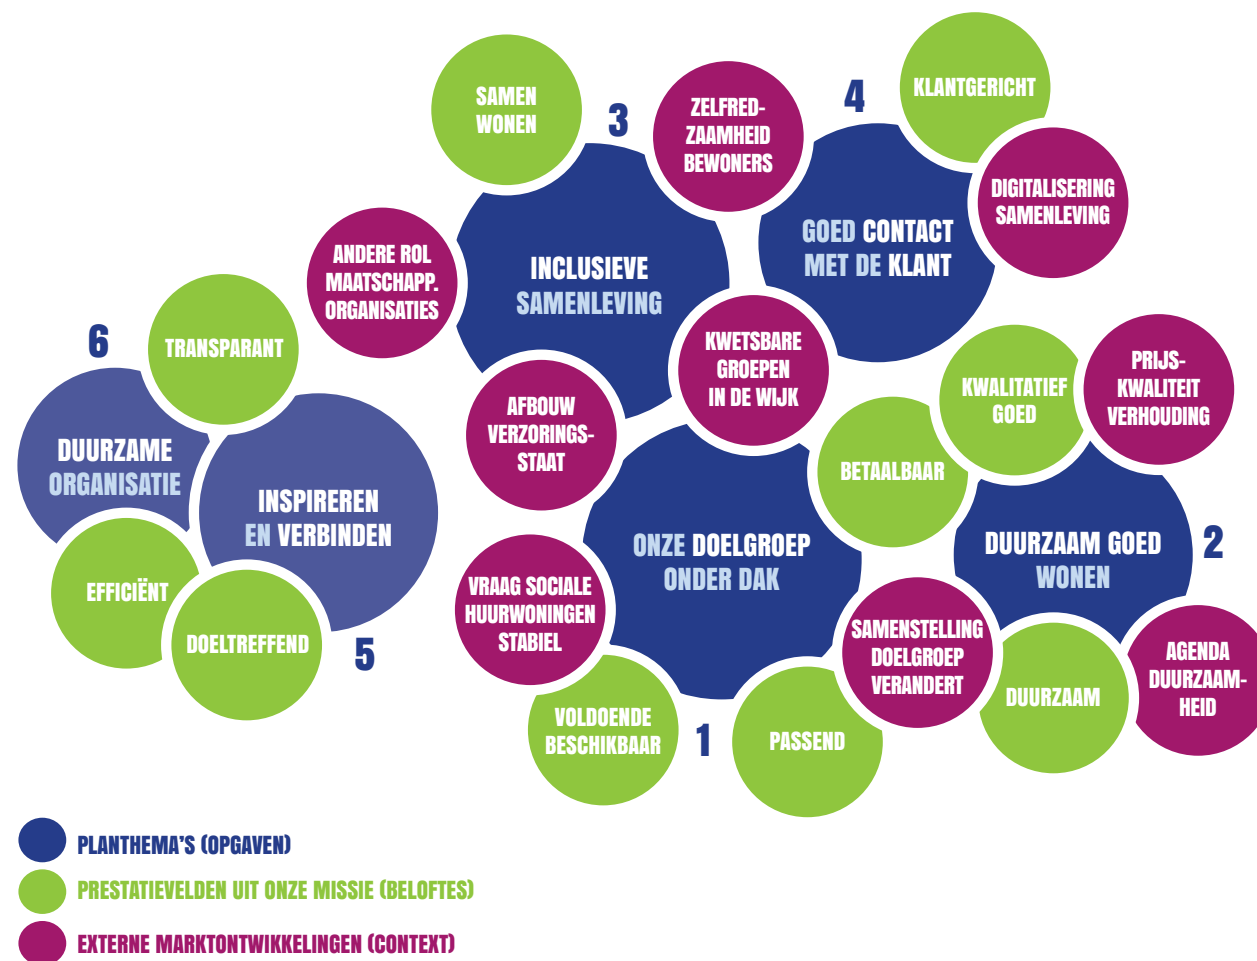 SAMEN
WONEN
3
ZELFRED-
ZAAMHEID
BEWONERS
4
KLANTGERICHT
DIGITALISERING
SAMENLEVING
GOED CONTACT
MET DE KLANT
INCLUSIEVE
SAMENLEVING
ANDERE ROL
MAATSCHAPP.
ORGANISATIES
6
TRANSPARANT
KWETSBARE
GROEPEN
IN DE WIJK
AFBOUW
VERZORINGS-
STAAT
KWALITATIEF
GOED
PRIJS-
KWALITEIT
VERHOUDING
DUURZAME
ORGANISATIE
INSPIREREN
EN VERBINDEN
BETAALBAAR
ONZE DOELGROEP
ONDER DAK
DUURZAAM GOED
WONEN
2
EFFICIËNT
DOELTREFFEND
5
VRAAG SOCIALE
HUURWONINGEN
STABIEL
SAMENSTELLING
DOELGROEP
VERANDERT
DUURZAAM
AGENDA
DUURZAAM-
HEID
VOLDOENDE
BESCHIKBAAR
1
PASSEND
PLANTHEMA'S (OPGAVEN)
PRESTATIEVELDEN UIT ONZE MISSIE (BELOFTES)
EXTERNE MARKTONTWIKKELINGEN (CONTEXT)